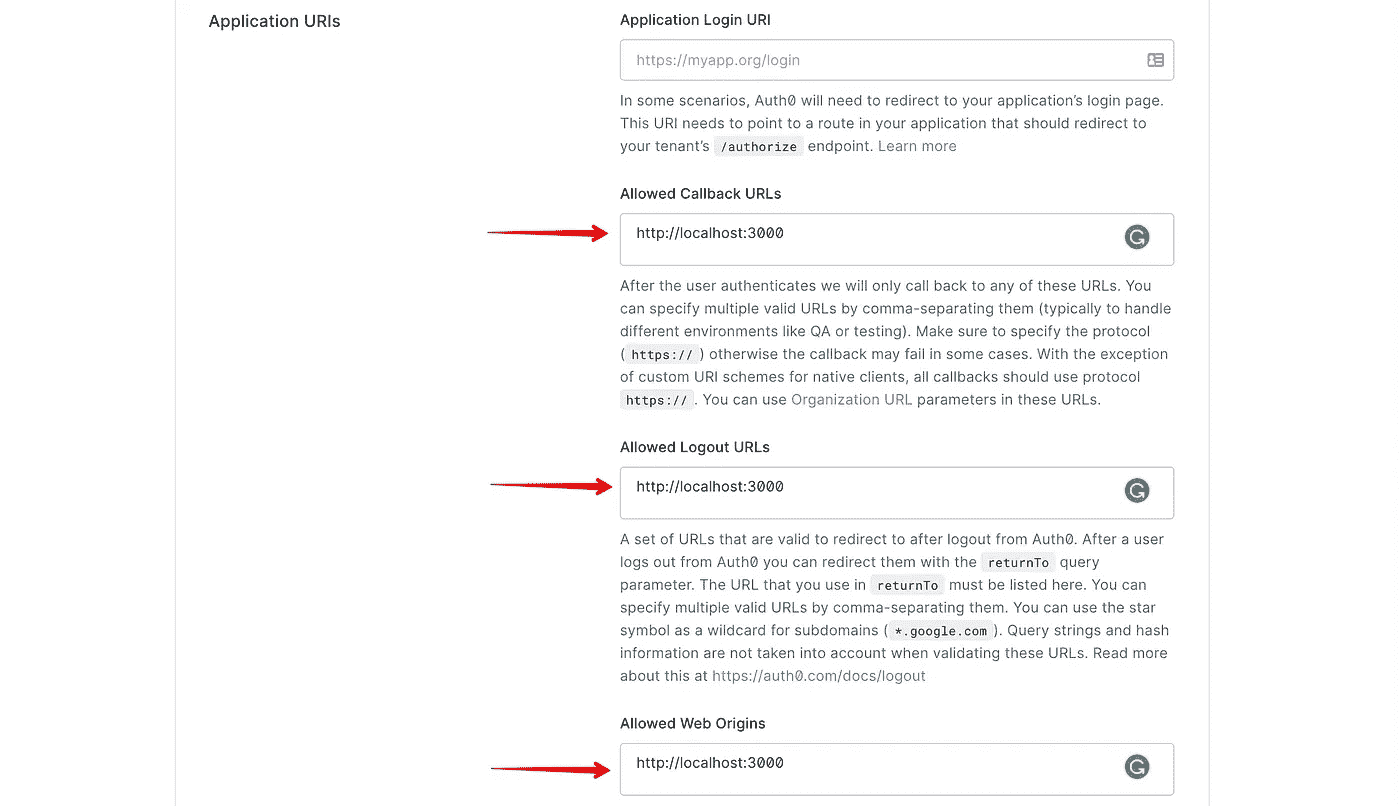 Application URIs
Application Login URI
https://myapp.org/login
In some scenarios, Auth0 will need to redirect to your application’s login page.
This URI needs to point to a route in your application that should redirect to
your tenant’s /authorize endpoint. Learn more
Allowed Callback URLs
http://localhost:3000
After the user authenticates we will only call back to any of these URLs. You
can specify multiple valid URLs by comma-separating them (typically to handle
different environments like QA or testing). Make sure to specify the protocol
( https:// ) otherwise the callback may fail in some cases. With the exception
of custom URI schemes for native clients, all callbacks should use protocol
https:// . You can use Organization URL parameters in these URLs.
Allowed Logout URLs
http://localhost:3000
A set of URLs that are valid to redirect to after logout from Auth0. After a user
logs out from Auth0 you can redirect them with the returnTo query
parameter. The URL that you use in returnTo must be listed here. You can
specify multiple valid URLs by comma-separating them. You can use the star
symbol as a wildcard for subdomains ( *.google.com ). Query strings and hash
information are not taken into account when validating these URLs. Read more
about this at https://auth0.com/docs/logout
Allowed Web Origins
http://localhost:3000